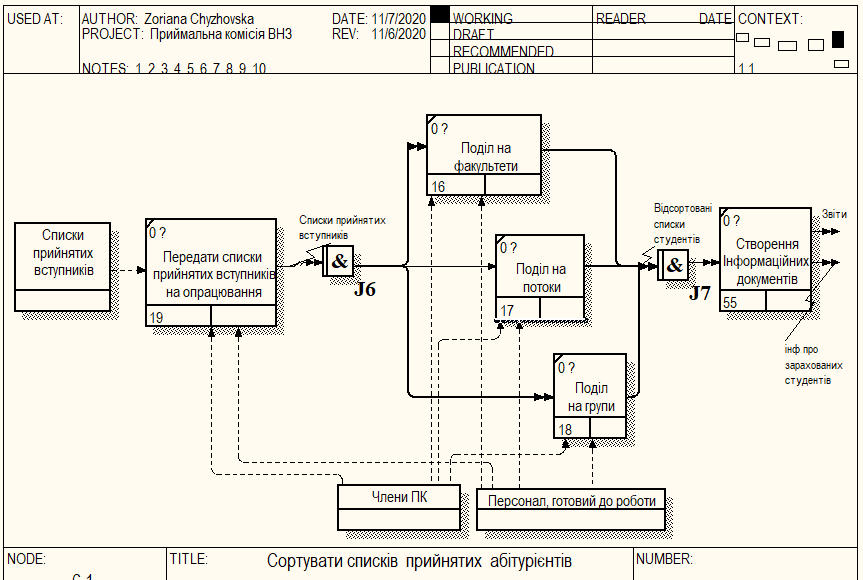 USED AT:
AUTHOR: Zoriana Chyzhovska
DATE: 11/7/2020
PROJECT: Приймальна комісія ВНЗ
REV: 11/6/2020
NOTES: 1 2 3 4 5 6 7 8 9 10
WORKING
DRAFT
RECOMMENDED
PUBLICATION
READER
DATE
CONTEXT:
1.1
Списки
прийнятих
вступників
0 ?
Передати списки
прийнятих вступників
на опрацювання
19
Списки прийнятих
вступників
&
J6
0 ?
Поділ на
факультети
16
0 ?
Поділ на
потоки
17
0 ?
Поділ
на групи
18
Відсортовані
списки
студентів
&
J7
0 ?
Створення
Інформаційних
документів
55
Звіти
інф про
зарахованих
студентів
Члени ПК
Персонал, готовий до роботи
NODE:
TITLE:
Сортувати списків прийнятих абітурієнтів
NUMBER: